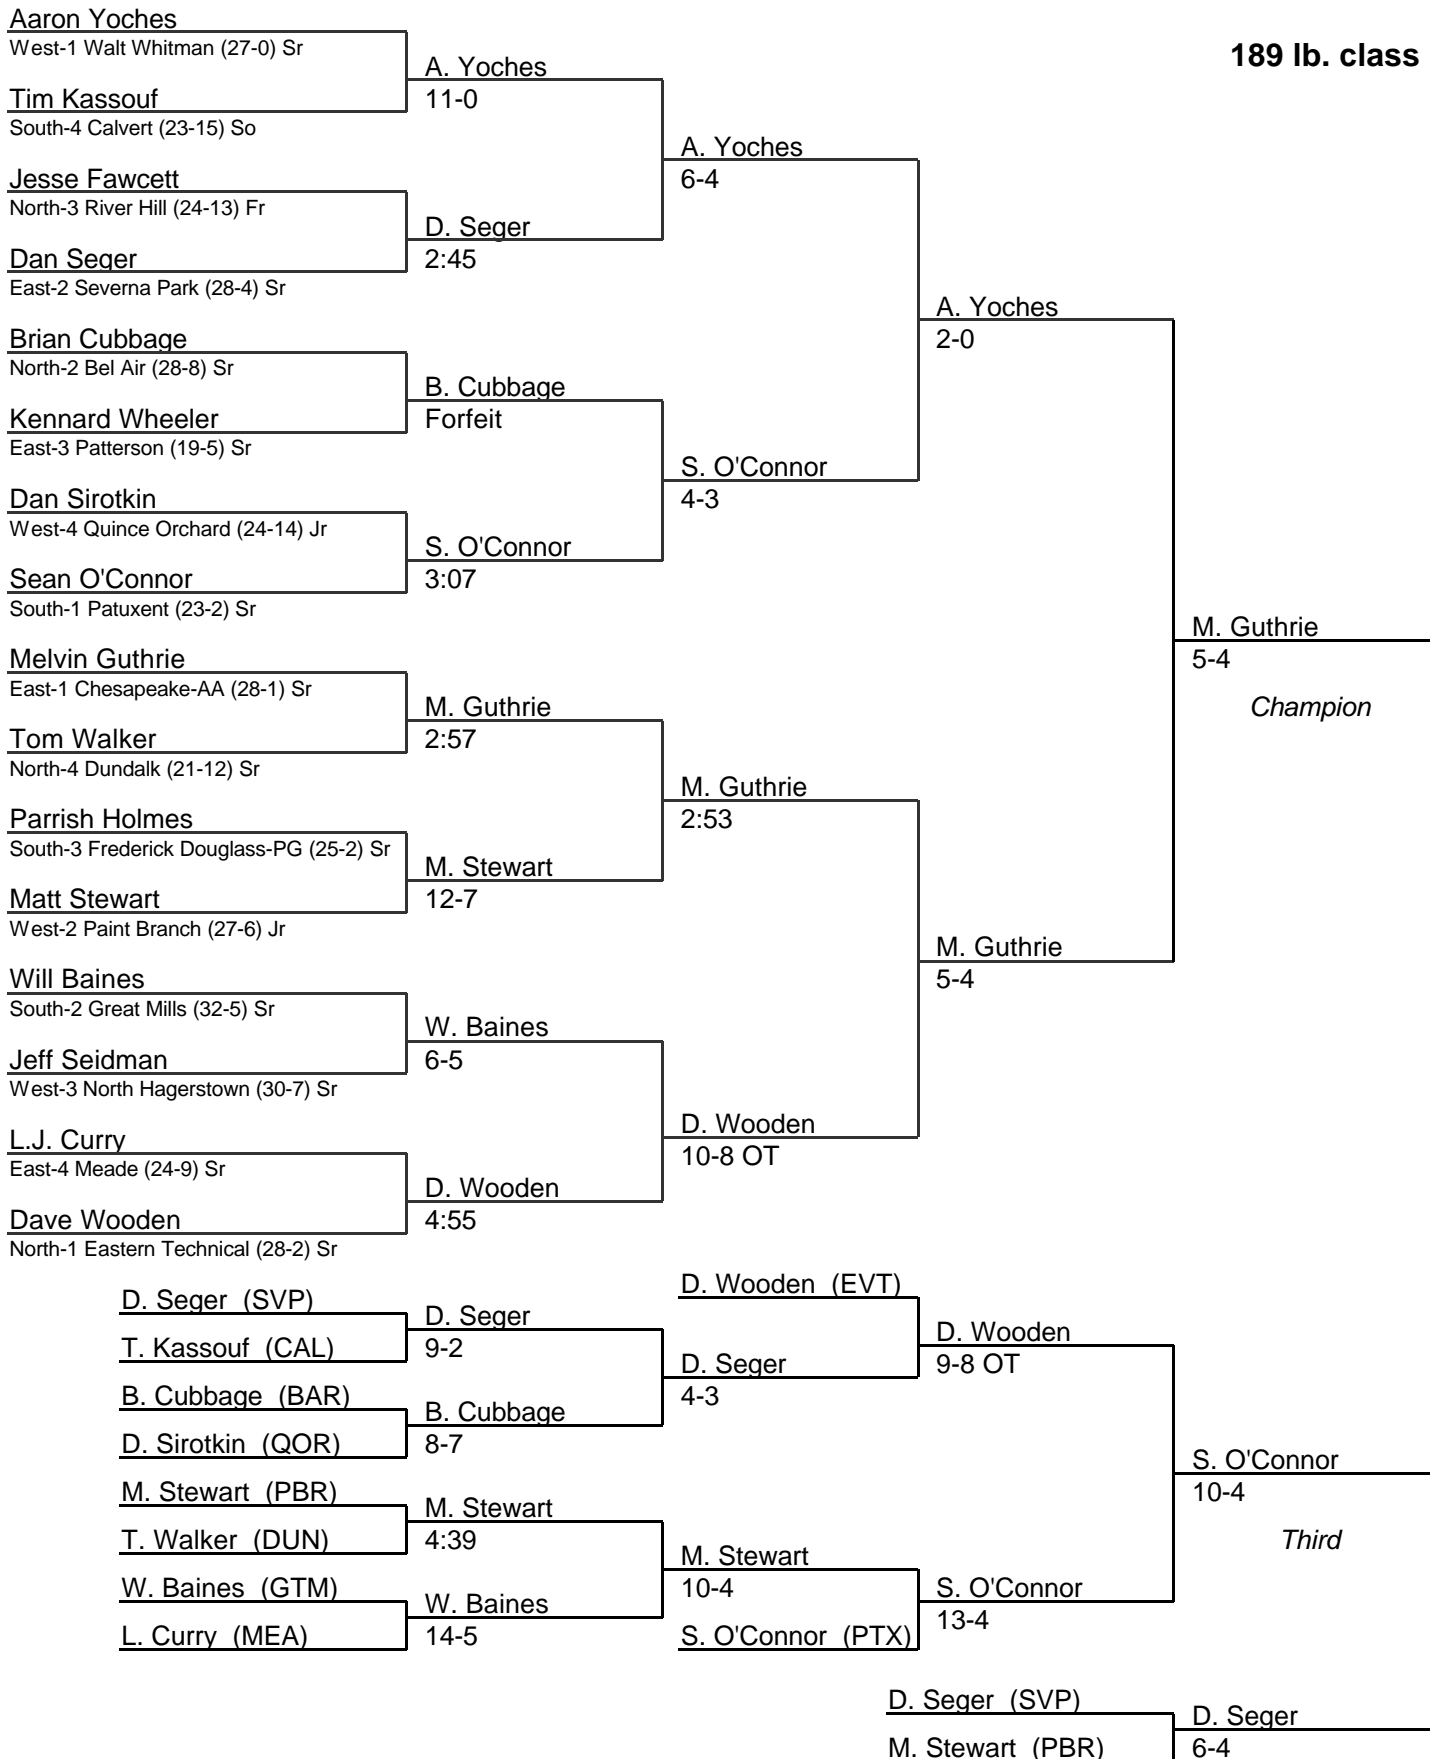 Aaron Yoches
West-1 Walt Whitman (27-0) Sr
189 lb. class
A. Yoches
11-0
Tim Kassouf
South-4 Calvert (23-15) So
A. Yoches
6-4
Jesse Fawcett
North-3 River Hill (24-13) Fr
D. Seger
2:45
Dan Seger
East-2 Severna Park (28-4) Sr
A. Yoches
2-0
Brian Cubbage
North-2 Bel Air (28-8) Sr
B. Cubbage
Forfeit
Kennard Wheeler
East-3 Patterson (19-5) Sr
S. O'Connor
4-3
Dan Sirotkin
West-4 Quince Orchard (24-14) Jr
S. O'Connor
3:07
Sean O'Connor
South-1 Patuxent (23-2) Sr
M. Guthrie
5-4
Champion
Melvin Guthrie
East-1 Chesapeake-AA (28-1) Sr
M. Guthrie
2:57
Tom Walker
North-4 Dundalk (21-12) Sr
M. Guthrie
2:53
Parrish Holmes
South-3 Frederick Douglass-PG (25-2) Sr
M. Stewart
12-7
Matt Stewart
West-2 Paint Branch (27-6) Jr
M. Guthrie
5-4
Will Baines
South-2 Great Mills (32-5) Sr
W. Baines
6-5
Jeff Seidman
West-3 North Hagerstown (30-7) Sr
D. Wooden
10-8 OT
L.J. Curry
East-4 Meade (24-9) Sr
D. Wooden
4:55
Dave Wooden
North-1 Eastern Technical (28-2) Sr
D. Seger (SVP)
D. Seger
9-2
T. Kassouf (CAL)
D. Wooden (EVT)
D. Wooden
9-8 OT
D. Seger
4-3
B. Cubbage (BAR)
B. Cubbage
8-7
D. Sirotkin (QOR)
S. O'Connor
10-4
Third
M. Stewart (PBR)
M. Stewart
4:39
T. Walker (DUN)
M. Stewart
10-4
W. Baines (GTM)
W. Baines
14-5
L. Curry (MEA)
S. O'Connor
13-4
S. O'Connor (PTX)
D. Seger (SVP)
D. Seger
6-4
M. Stewart (PBR)